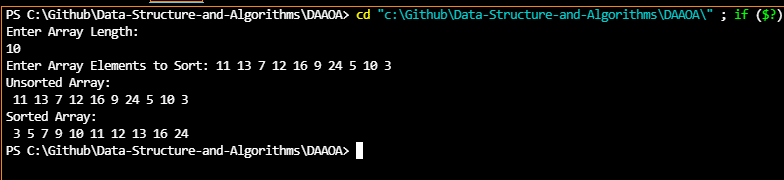 PS C:\Github\Data-Structure-and-Algorithms\DAAOA> cd "c:\Github\Data-Structure-and-Algorithms\DAAOA\" ; if ($?)
Enter Array Length:
10
Enter Array Elements to Sort: 11 13 7 12 16 9 24 5 10 3
Unsorted Array:
 11 13 7 12 16 9 24 5 10 3
Sorted Array:
 3 5 7 9 10 11 12 13 16 24
PS C:\Github\Data-Structure-and-Algorithms\DAAOA>